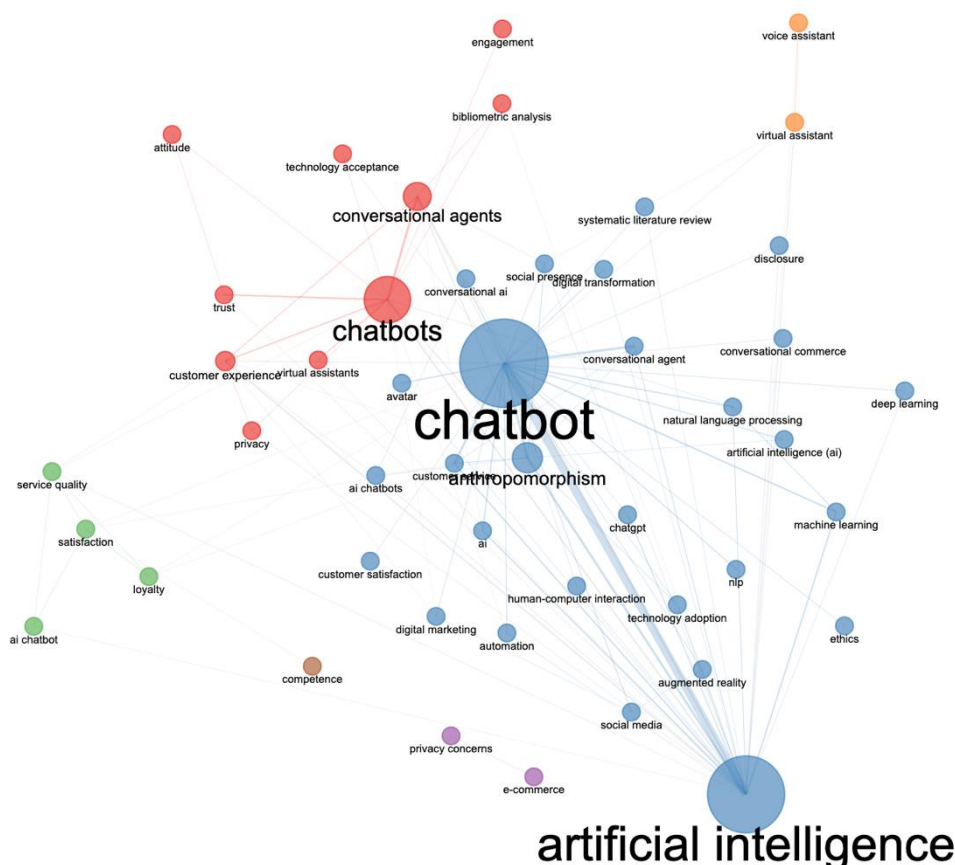 voice assistant
engagement
bibliometric analysis
virtual assistant
attitude
technology acceptance
conversational agents
systematic literature review
disclosure
social presence
digital transformation
conversational ai
trust
chatbots
conversational agent
conversational commerce
customer experience
virtual assistants
avatar
deep learning
chatbot
natural language processing
privacy
artificial intelligence (ai)
customer service
anthropomorphism
service quality
ai chatbots
chatgpt
machine learning
satisfaction
ai
customer satisfaction
nlp
loyalty
human-computer interaction
technology adoption
digital marketing
ai chatbot
ethics
automation
competence
augmented reality
social media
privacy concerns
e-commerce
artificial intelligence